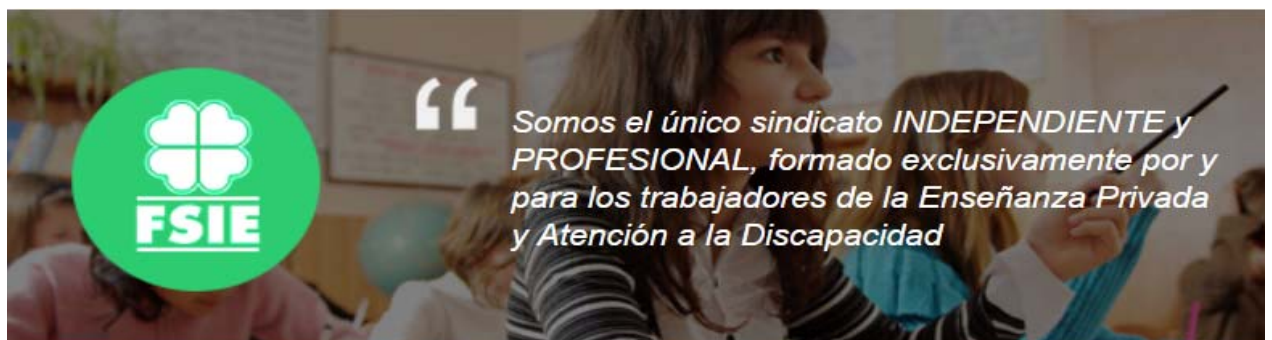 FSIE
“
Somos el único sindicato INDEPENDIENTE y
PROFESIONAL, formado exclusivamente por y
para los trabajadores de la Enseñanza Privada
y Atención a la Discapacidad